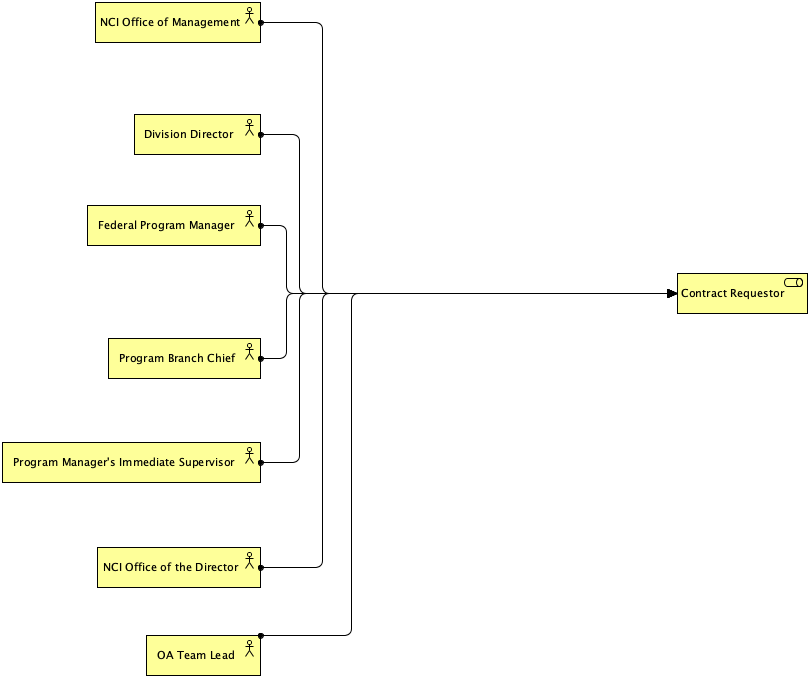 NCI Office of Management
Division Director
Federal Program Manager
Contract Requestor
Program Branch Chief
Program Manager's Immediate Supervisor
NCI Office of the Director
OA Team Lead